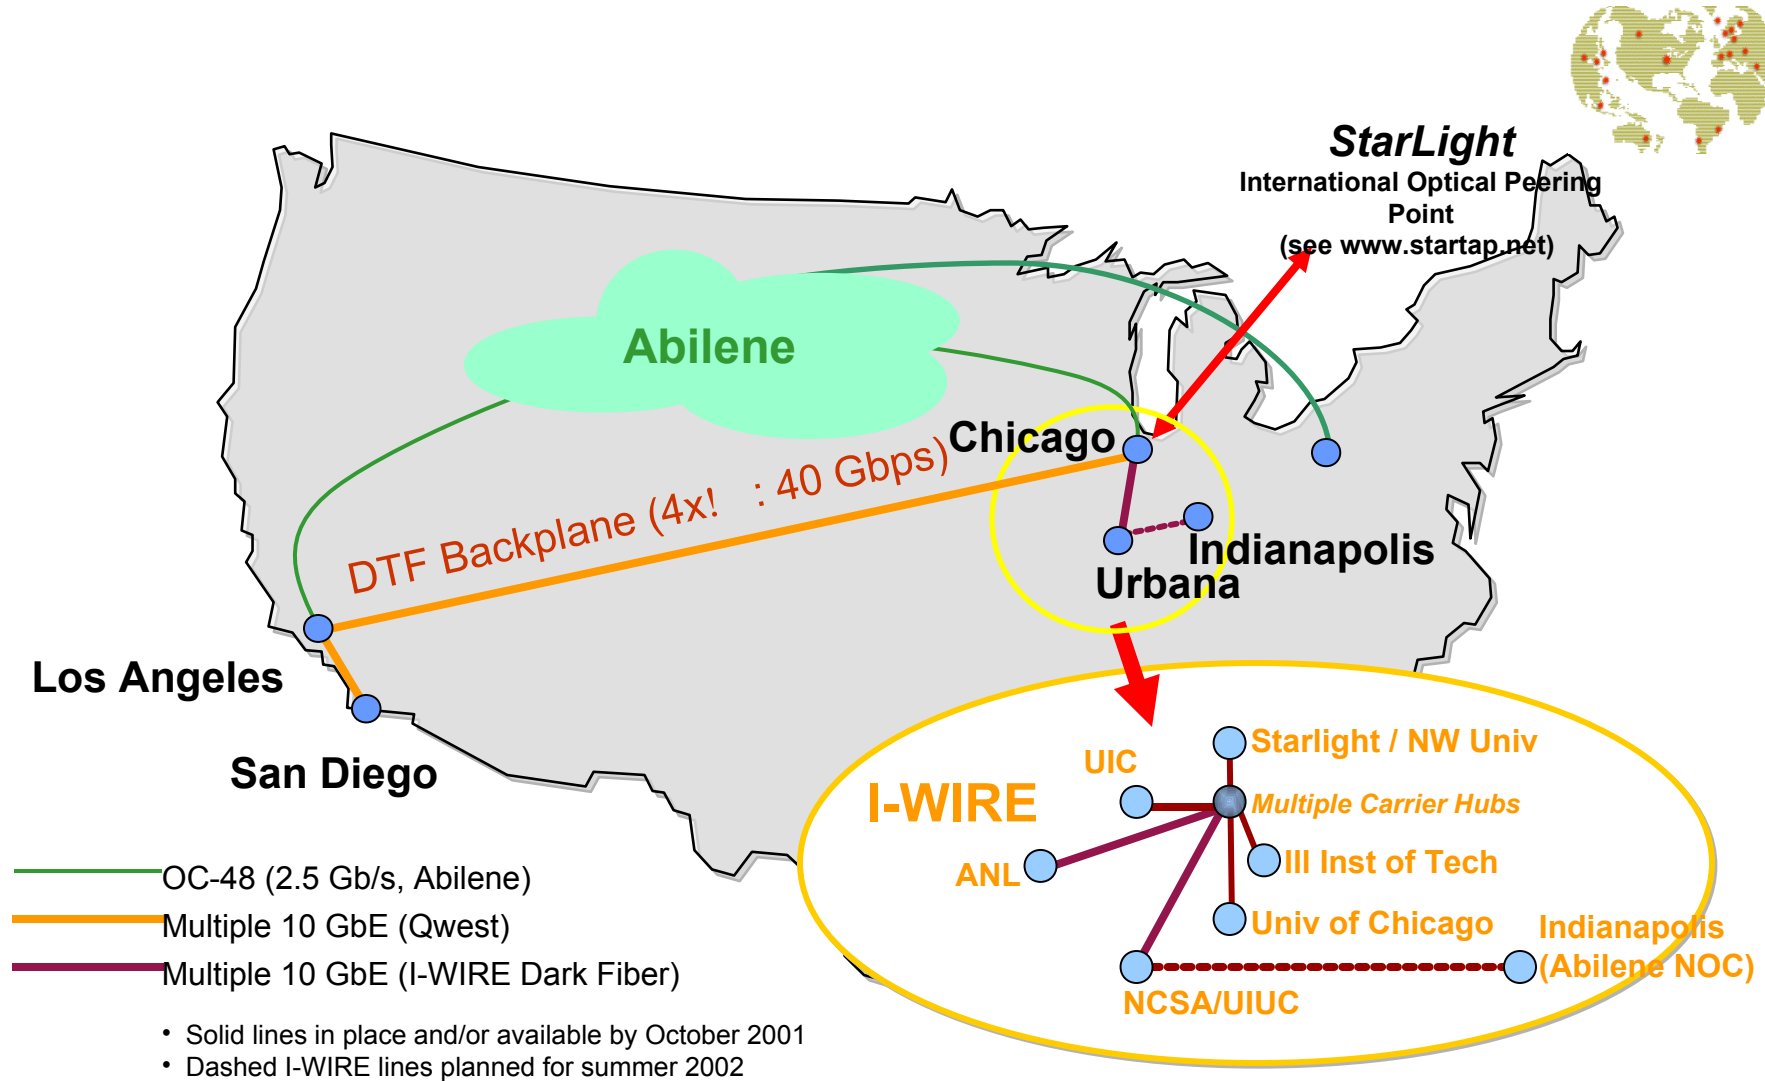 StarLight
International Optical Peering
Point
(see www.startap.net)
Abilene
Chicago
DTF Backplane (4x!   : 40 Gbps)
Indianapolis
Urbana
Los Angeles
San Diego
I-WIRE
Starlight / NW Univ
UIC
Multiple Carrier Hubs
Ill Inst of Tech
ANL
Univ of Chicago
Indianapolis
(Abilene NOC)
NCSA/UIUC
OC-48 (2.5 Gb/s, Abilene)
Multiple 10 GbE (Qwest)
Multiple 10 GbE (I-WIRE Dark Fiber)
• Solid lines in place and/or available by October 2001
• Dashed I-WIRE lines planned for summer 2002